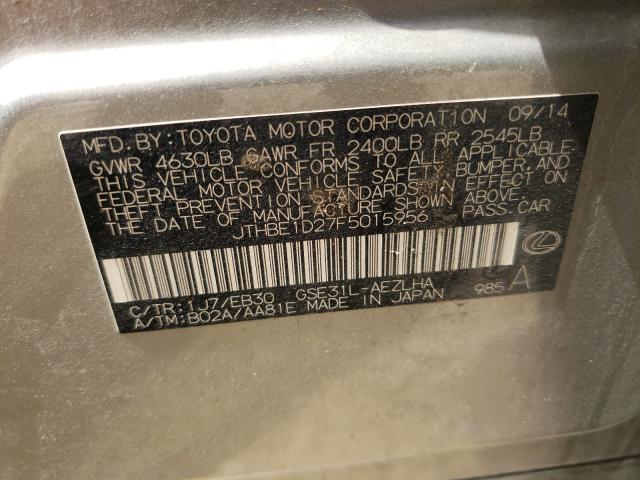 MFD. BY: TOYOTA MOTOR CORPORATION 09/14
GVWR 4630LB GAWR FR 2400LB RR 2545LB
THIS VEHICLE CONFORMS TO ALL APPLICABLE
FEDERAL MOTOR VEHICLE SAFETY, BUMPER, AND
THEFT PREVENTION STANDARDS IN EFFECT ON
THE DATE OF MANUFACTURE SHOWN ABOVE.
JTHBE1D27F5015956 PASS.CAR
C/TR: 1J7/EB30 GSE31L-AEZLHA
A/TM: B02A/AA81E MADE IN JAPAN 985 A